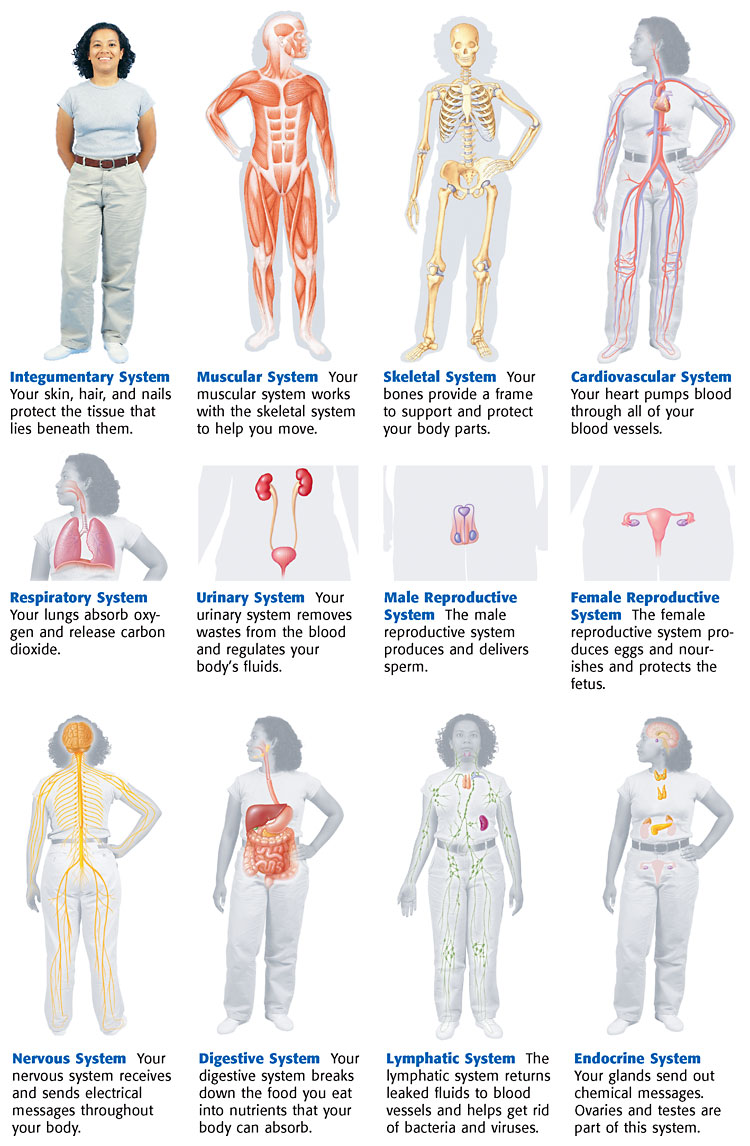 Integumentary System
Your skin, hair, and nails
protect the tissue that
lies beneath them.
Muscular System Your
muscular system works
with the skeletal system
to help you move.
Skeletal System Your
bones provide a frame
to support and protect
your body parts.
Cardiovascular System
Your heart pumps blood
through all of your
blood vessels.
Respiratory System
Your lungs absorb oxy-
gen and release carbon
dioxide.
Urinary System Your
urinary system removes
wastes from the blood
and regulates your
body's fluids.
Male Reproductive
System The male
reproductive system
produces and delivers
sperm.
Female Reproductive
System The female
reproductive system pro-
duces eggs and nour-
ishes and protects the
fetus.
Nervous System Your
nervous system receives
and sends electrical
messages throughout
your body.
Digestive System Your
digestive system breaks
down the food you eat
into nutrients that your
body can absorb.
Lymphatic System The
lymphatic system returns
leaked fluids to blood
vessels and helps get rid
of bacteria and viruses.
Endocrine System
Your glands send out
chemical messages.
Ovaries and testes are
part of this system.